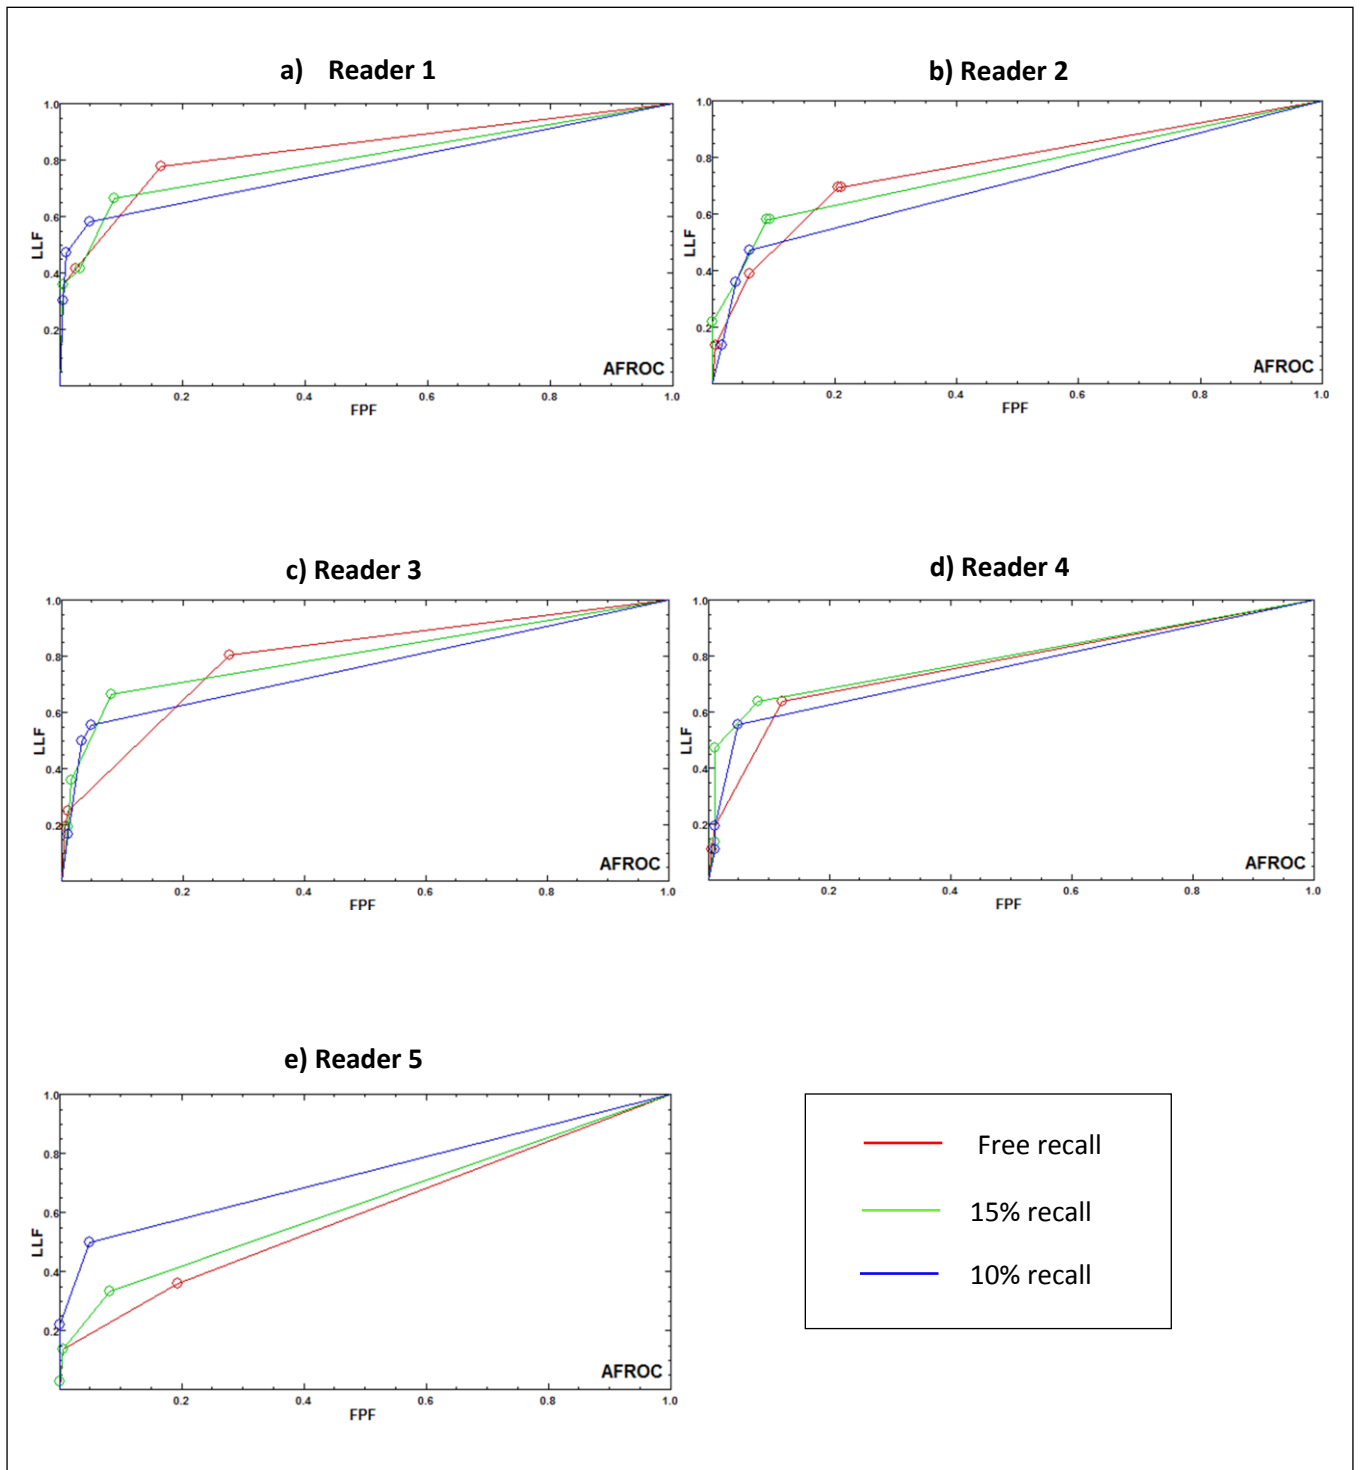 a) Reader 1
1.0
0.8
0.6
0.4
0.2
LLF
AFROC
0.2 0.4 0.6 0.8 1.0
FPF
b) Reader 2
1.0
0.8
0.6
0.4
0.2
LLF
AFROC
0.2 0.4 0.6 0.8 1.0
FPF
c) Reader 3
1.0
0.8
0.6
0.4
0.2
LLF
AFROC
0.2 0.4 0.6 0.8 1.0
FPF
d) Reader 4
1.0
0.8
0.6
0.4
0.2
LLF
AFROC
0.2 0.4 0.6 0.8 1.0
FPF
e) Reader 5
1.0
0.8
0.6
0.4
0.2
LLF
AFROC
0.2 0.4 0.6 0.8 1.0
FPF
Free recall
15% recall
10% recall